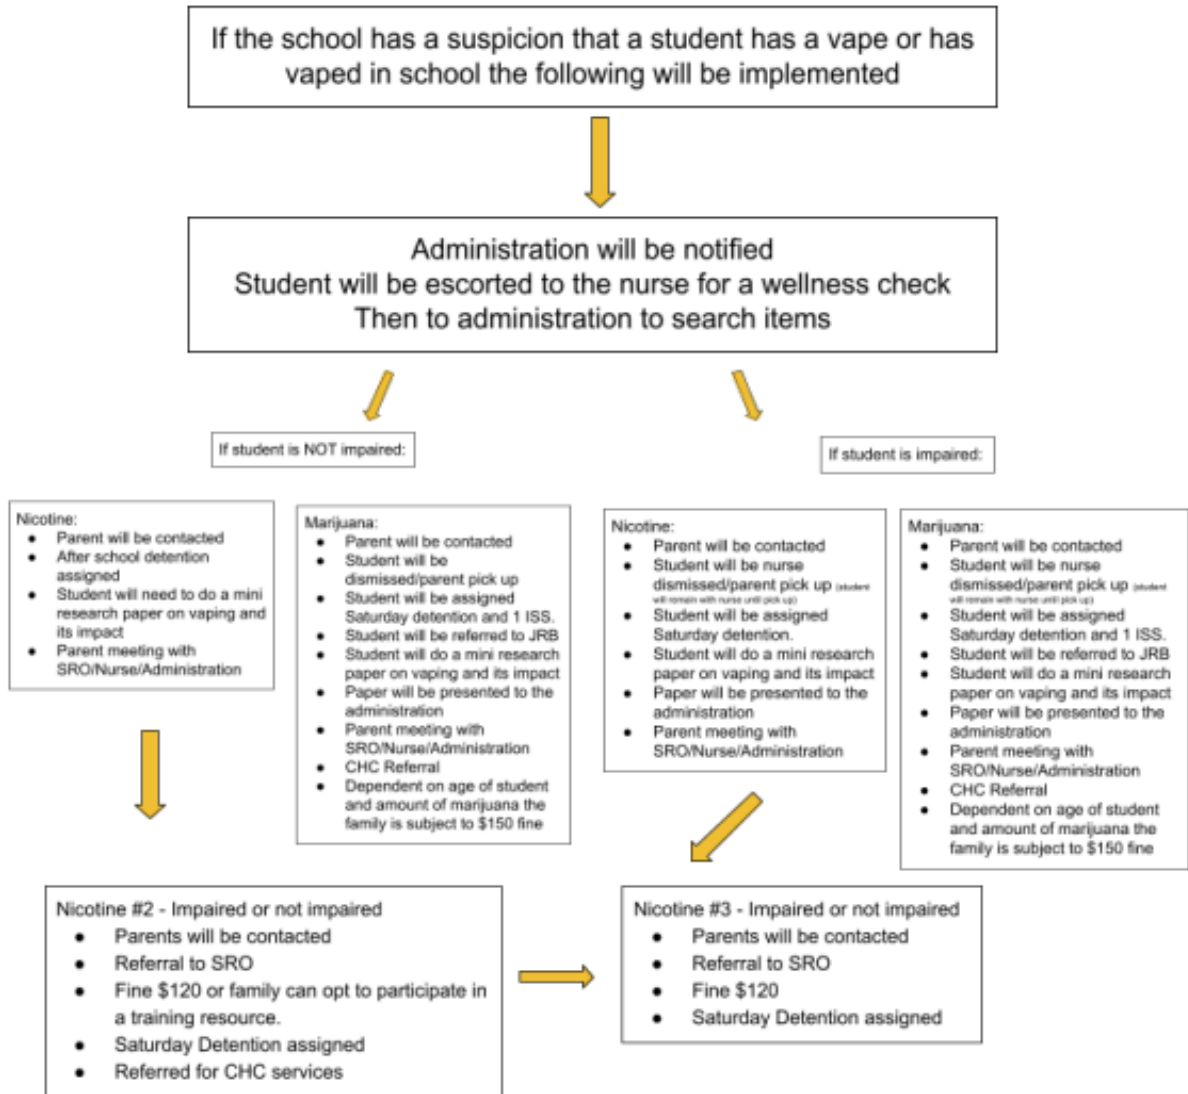 If the school has a suspicion that a student has a vape or has
vaped in school the following will be implemented
Administration will be notified
Student will be escorted to the nurse for a wellness check
Then to administration to search items
If student is NOT impaired:
If student is impaired:
Nicotine:
● Parent will be contacted
● After school detention
assigned
● Student will need to do a mini
research paper on vaping and
its impact
● Parent meeting with
SRO/Nurse/Administration
Marijuana:
● Parent will be contacted
● Student will be
dismissed/parent pick up
● Student will be assigned
Saturday detention and 1 ISS.
● Student will be referred to JRB
● Student will do a mini research
paper on vaping and its impact
● Paper will be presented to the
administration
● Parent meeting with
SRO/Nurse/Administration
● CHC Referral
● Dependent on age of student
and amount of marijuana the
family is subject to $150 fine
Nicotine:
● Parent will be contacted
● Student will be nurse
dismissed/parent pick up (student
will remain with nurse until pick up)
● Student will be assigned
Saturday detention.
● Student will do a mini research
paper on vaping and its impact
● Paper will be presented to the
administration
● Parent meeting with
SRO/Nurse/Administration
Marijuana:
● Parent will be contacted
● Student will be nurse
dismissed/parent pick up (student
will remain with nurse until pick up)
● Student will be assigned
Saturday detention and 1 ISS.
● Student will be referred to JRB
● Student will do a mini research
paper on vaping and its impact
● Paper will be presented to the
administration
● Parent meeting with
SRO/Nurse/Administration
● CHC Referral
● Dependent on age of student
and amount of marijuana the
family is subject to $150 fine
Nicotine #2 - Impaired or not impaired
● Parents will be contacted
● Referral to SRO
● Fine $120 or family can opt to participate in
a training resource.
● Saturday Detention assigned
● Referred for CHC services
Nicotine #3 - Impaired or not impaired
● Parents will be contacted
● Referral to SRO
● Fine $120
● Saturday Detention assigned